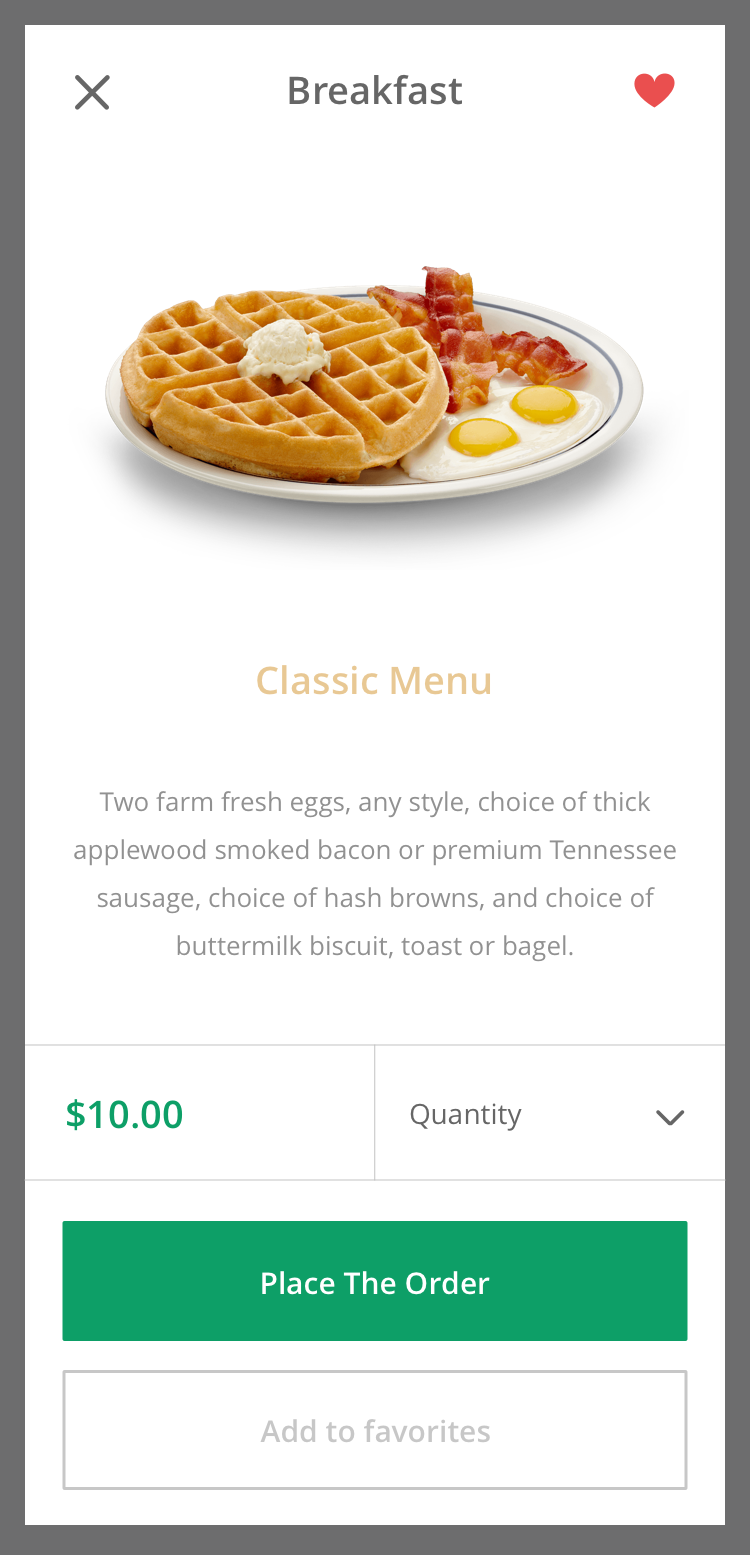 Breakfast
Classic Menu
Two farm fresh eggs, any style, choice of thick
applewood smoked bacon or premium Tennessee
sausage, choice of hash browns, and choice of
buttermilk biscuit, toast or bagel.
$10.00
Quantity
Place The Order
Add to favorites